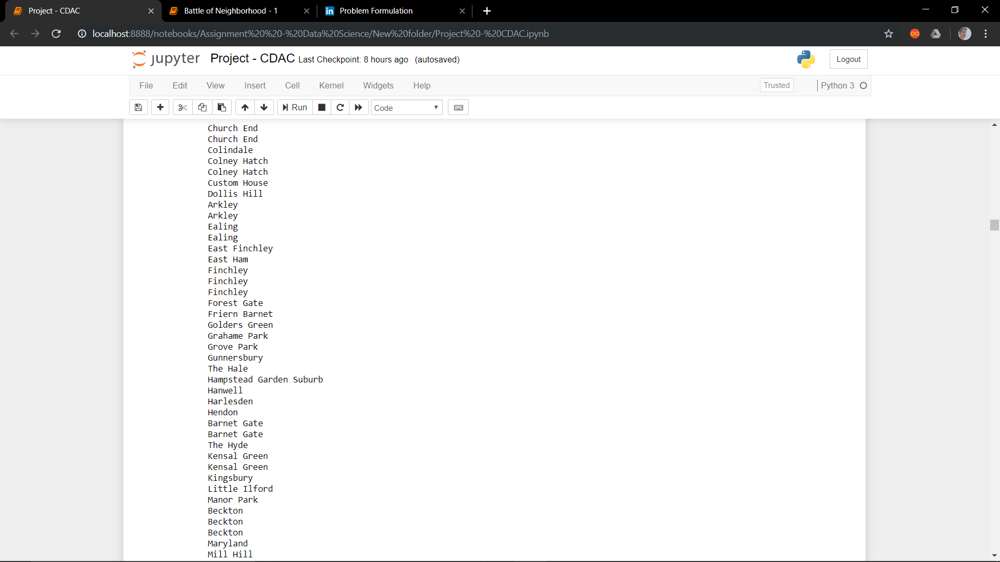 Project - CDAC
Battle of Neighborhood - 1
Problem Formulation
localhost:8888/notebooks/Assignment%20%20-%20Data%20Science/New%20folder/Project%20-%20CDAC.ipynb
jupyter Project - CDAC Last Checkpoint: 8 hours ago (autosaved)
Logout
File Edit View Insert Cell Kernel Widgets Help
Trusted
Python 3
Run
Code
Church End
Church End
Colindale
Colney Hatch
Colney Hatch
Custom House
Dollis Hill
Arkley
Arkley
Ealing
Ealing
East Finchley
East Ham
Finchley
Finchley
Finchley
Forest Gate
Friern Barnet
Golders Green
Grahame Park
Grove Park
Gunnersbury
The Hale
Hampstead Garden Suburb
Hanwell
Harlesden
Hendon
Barnet Gate
Barnet Gate
The Hyde
Kensal Green
Kensal Green
Kingsbury
Little Ilford
Manor Park
Beckton
Beckton
Beckton
Maryland
Mill Hill